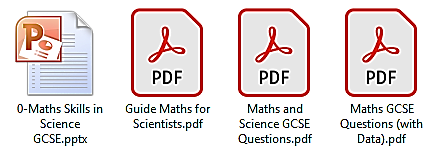 P
PDF
PDF
PDF
0-Maths Skills in
Science
GCSE.pptx
Guide Maths for
Scientists.pdf
Maths and
Science GCSE
Questions.pdf
Maths GCSE
Questions (with
Data).pdf